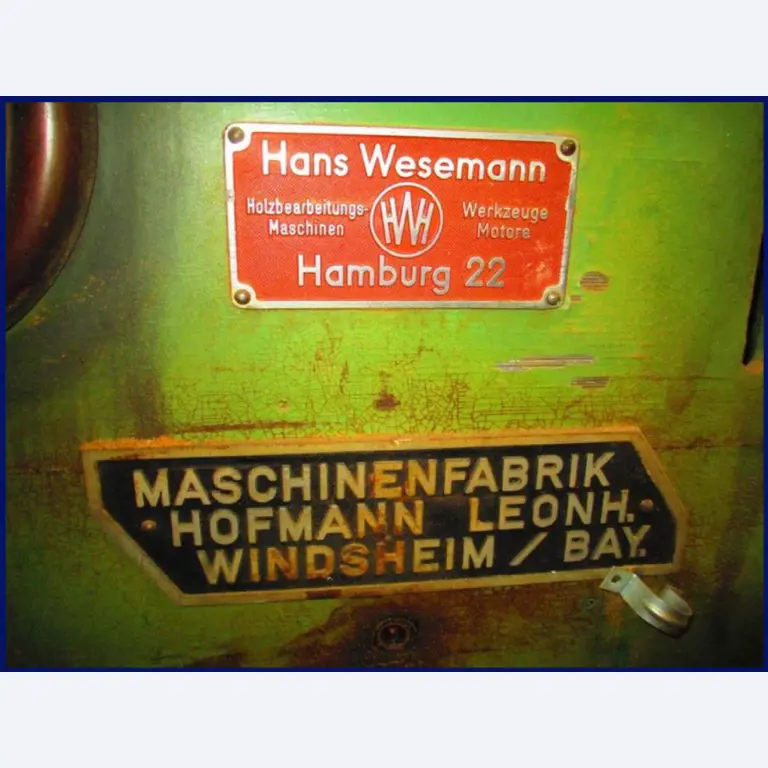 Hans Wesemann
Holzbearbeitungs-
Maschinen
HWH
Werkzeuge
Motore
Hamburg 22
MASCHINENFABRIK
HOFMANN LEONH.
WINDSHEIM / BAY.